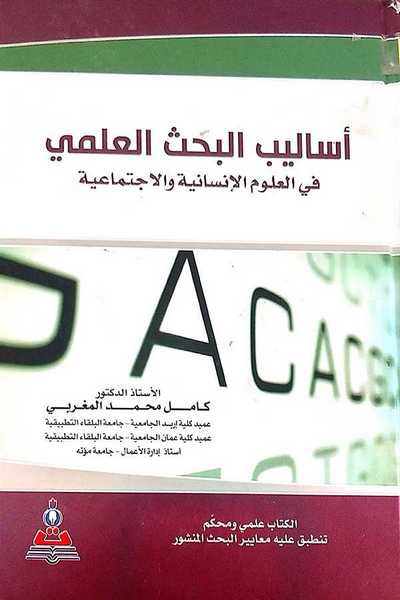 أساليب البحث العلمي
في العلوم الإنسانية والاجتماعية
A
C
A
C
A
C
الأستاذ الدكتور
كامل محمد المغربي
عميد كلية إربد الجامعية - جامعة البلقاء التطبيقية
عميد كلية عمان الجامعية - جامعة البلقاء التطبيقية
أستاذ إدارة الأعمال - جامعة مؤته
الكتاب علمي ومحكّم
تنطبق عليه معايير البحث المنشور